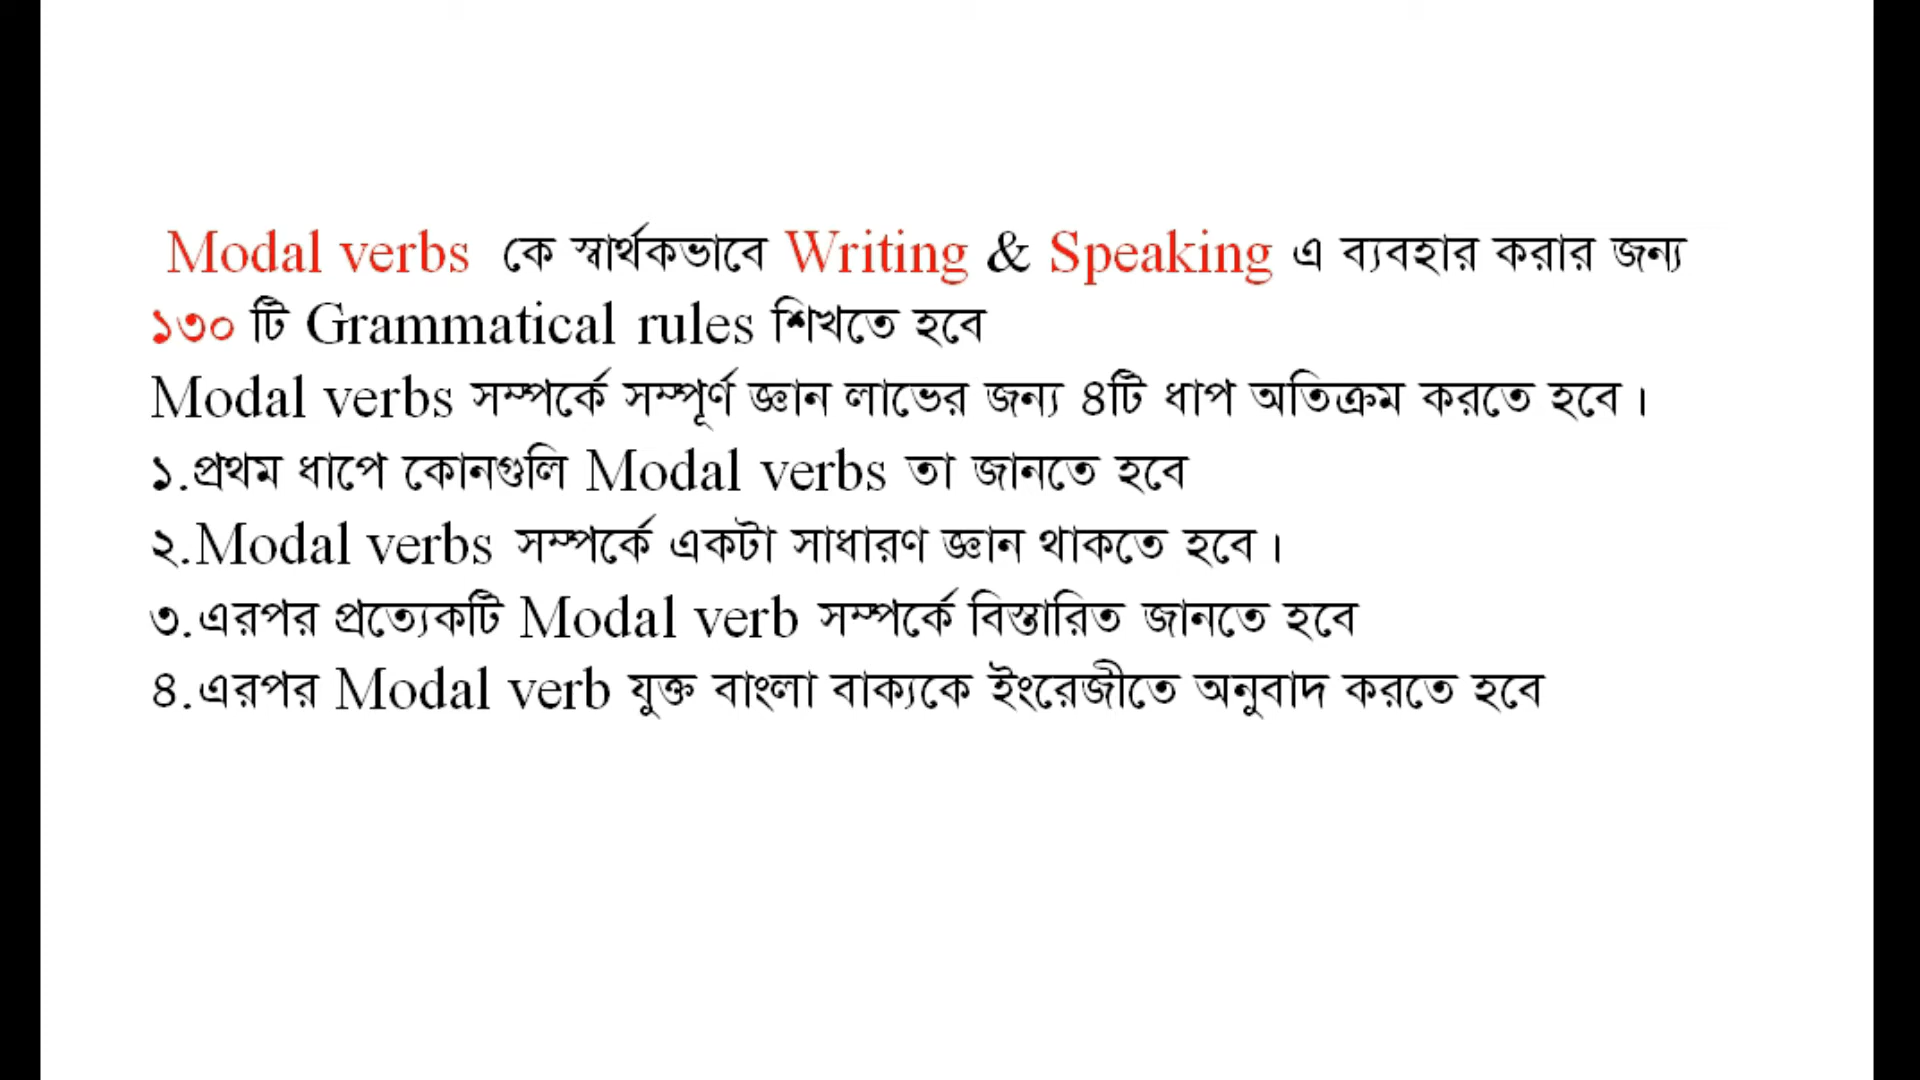 Modal verbs কে স্বার্থকভাবে Writing & Speaking এ ব্যবহার করার জন্য
১৩০ টি Grammatical rules শিখতে হবে
Modal verbs সম্পর্কে সম্পূর্ণ জ্ঞান লাভের জন্য ৪টি ধাপ অতিক্রম করতে হবে।
১.প্রথম ধাপে কোনগুলি Modal verbs তা জানতে হবে
২.Modal verbs সম্পর্কে একটা সাধারণ জ্ঞান থাকতে হবে।
৩.এরপর প্রত্যেকটি Modal verb সম্পর্কে বিস্তারিত জানতে হবে
৪.এরপর Modal verb যুক্ত বাংলা বাক্যকে ইংরেজীতে অনুবাদ করতে হবে